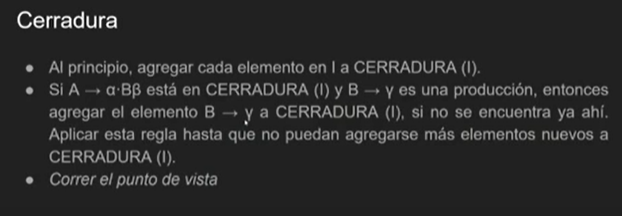 Cerradura
● Al principio, agregar cada elemento en I a CERRADURA (I).
● Si A → α·Bβ está en CERRADURA (I) y B → γ es una producción, entonces
agregar el elemento B → γ a CERRADURA (I), si no se encuentra ya ahí.
Aplicar esta regla hasta que no puedan agregarse más elementos nuevos a
CERRADURA (I).
● Correr el punto de vista